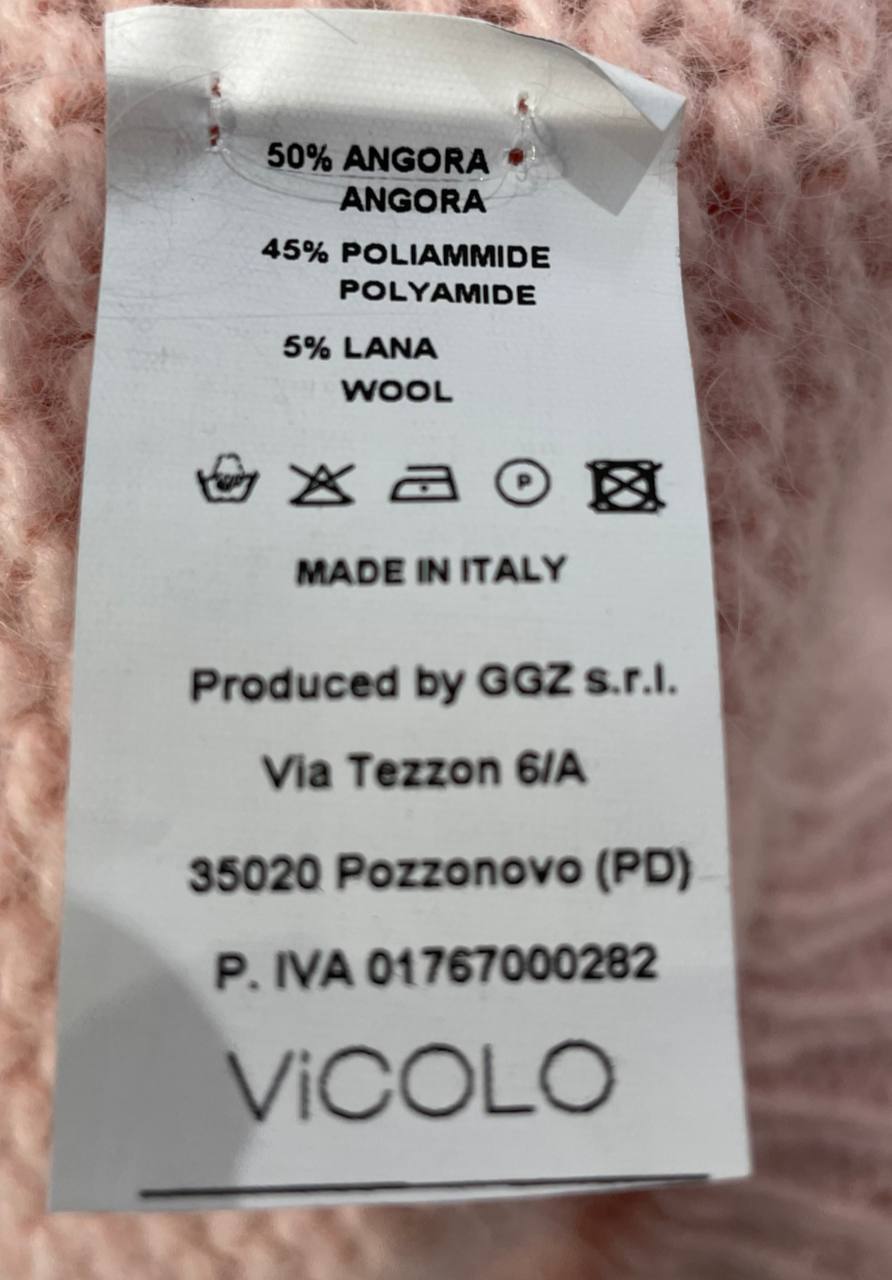 50% ANGORA
ANGORA
45% POLIAMMIDE
POLYAMIDE
5% LANA
WOOL
P
MADE IN ITALY
Produced by GGZ s.r.l.
Via Tezzon 6/A
35020 Pozzonovo (PD)
P. IVA 01767000282
ViCOLO